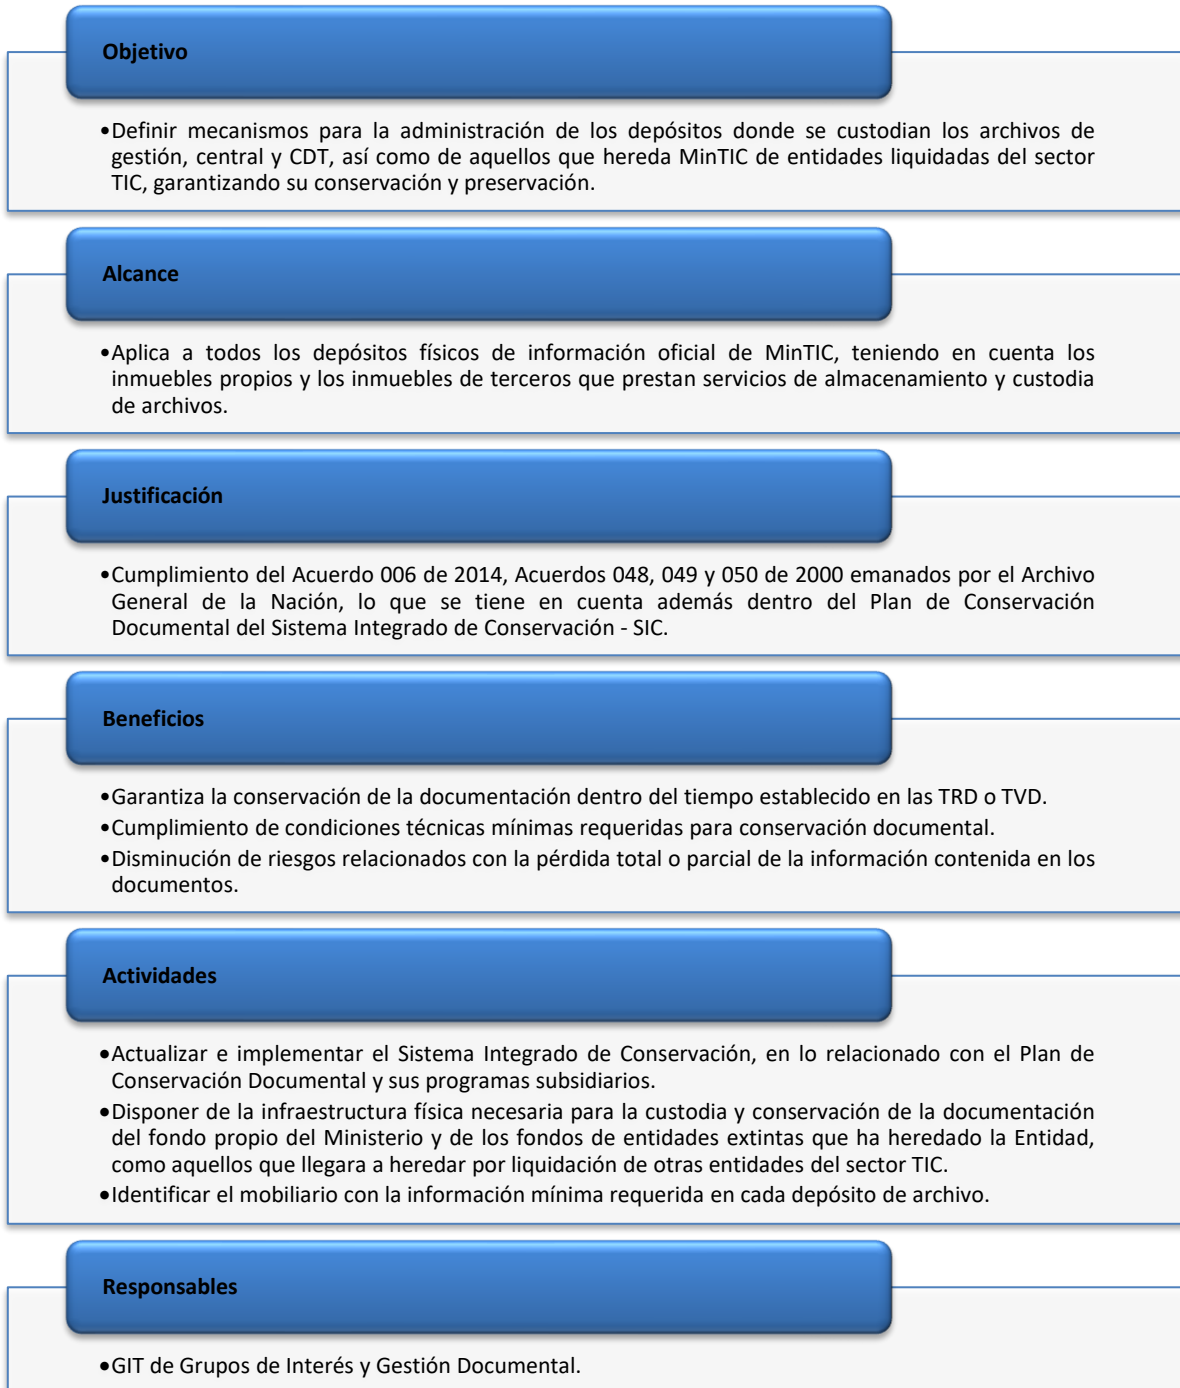 Objetivo
•Definir mecanismos para la administración de los depósitos donde se custodian los archivos de
gestión, central y CDT, así como de aquellos que hereda MinTIC de entidades liquidadas del sector
TIC, garantizando su conservación y preservación.
Alcance
•Aplica a todos los depósitos físicos de información oficial de MinTIC, teniendo en cuenta los
inmuebles propios y los inmuebles de terceros que prestan servicios de almacenamiento y custodia
de archivos.
Justificación
•Cumplimiento del Acuerdo 006 de 2014, Acuerdos 048, 049 y 050 de 2000 emanados por el Archivo
General de la Nación, lo que se tiene en cuenta además dentro del Plan de Conservación
Documental del Sistema Integrado de Conservación - SIC.
Beneficios
•Garantiza la conservación de la documentación dentro del tiempo establecido en las TRD o TVD.
•Cumplimiento de condiciones técnicas mínimas requeridas para conservación documental.
•Disminución de riesgos relacionados con la pérdida total o parcial de la información contenida en los
documentos.
Actividades
•Actualizar e implementar el Sistema Integrado de Conservación, en lo relacionado con el Plan de
Conservación Documental y sus programas subsidiarios.
•Disponer de la infraestructura física necesaria para la custodia y conservación de la documentación
del fondo propio del Ministerio y de los fondos de entidades extintas que ha heredado la Entidad,
como aquellos que llegara a heredar por liquidación de otras entidades del sector TIC.
•Identificar el mobiliario con la información mínima requerida en cada depósito de archivo.
Responsables
•GIT de Grupos de Interés y Gestión Documental.